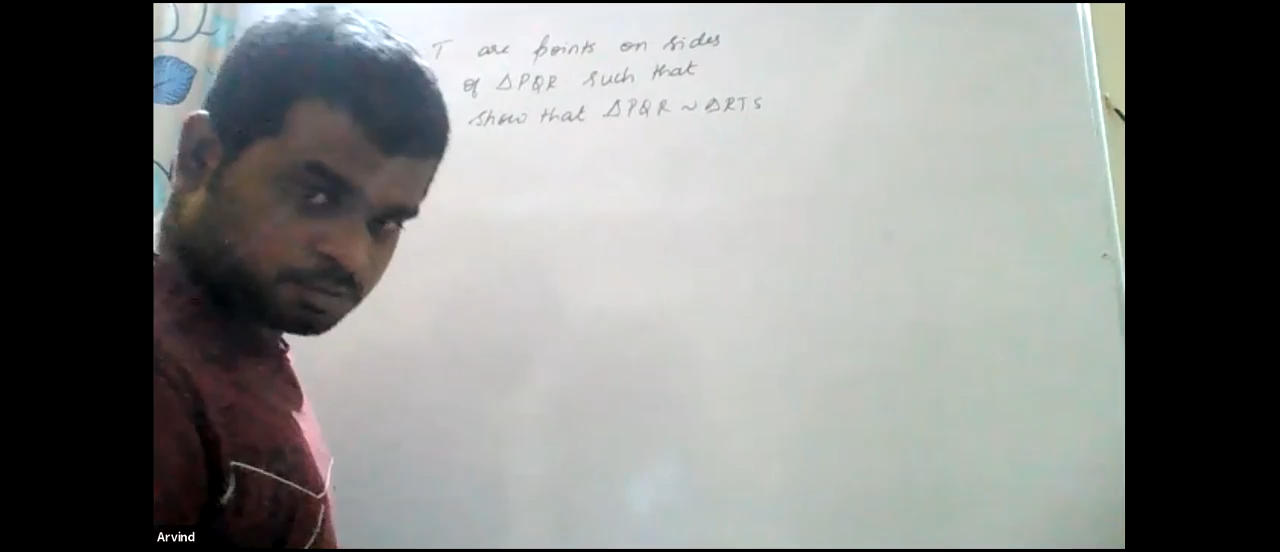 T are points on sides
of △PQR such that
show that △PQR ~ △RTS
Arvind